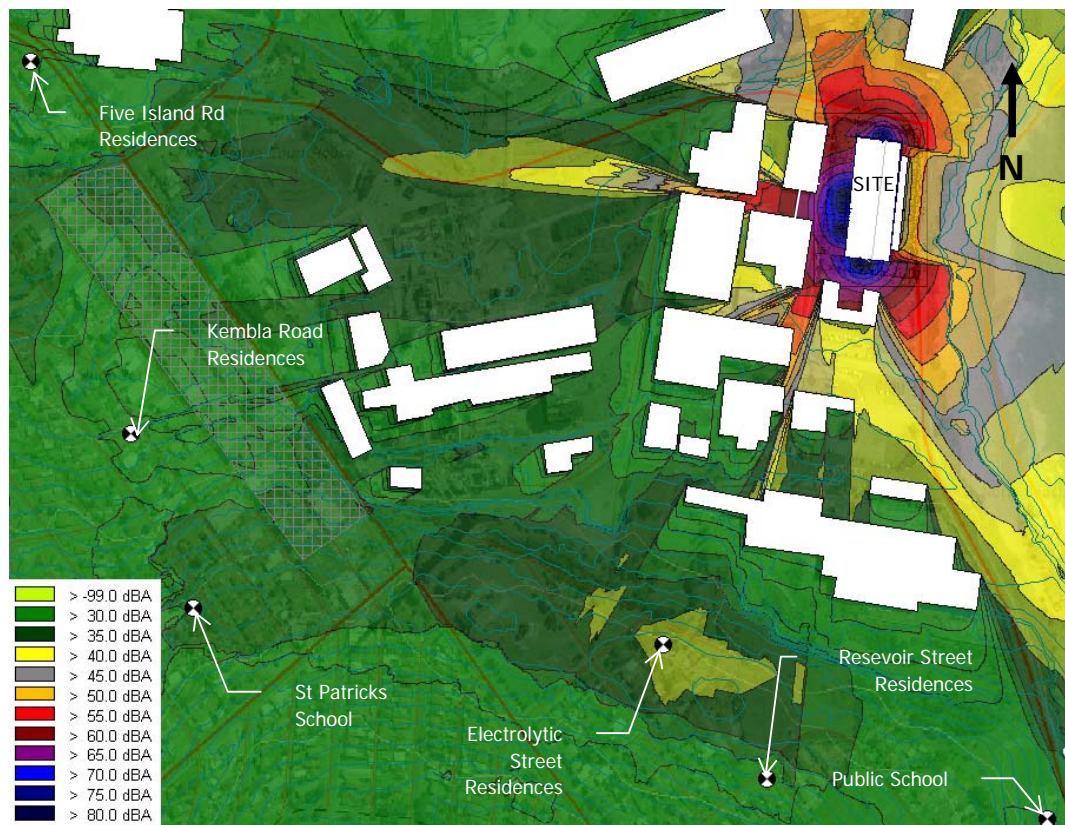 Five Island Rd
Residences
N
SITE
Kembla Road
Residences
> -99.0 dBA
> 30.0 dBA
> 35.0 dBA
> 40.0 dBA
> 45.0 dBA
> 50.0 dBA
> 55.0 dBA
> 60.0 dBA
> 65.0 dBA
> 70.0 dBA
> 75.0 dBA
> 80.0 dBA
St Patricks
School
Electrolytic
Street
Residences
Resevoir Street
Residences
Public School